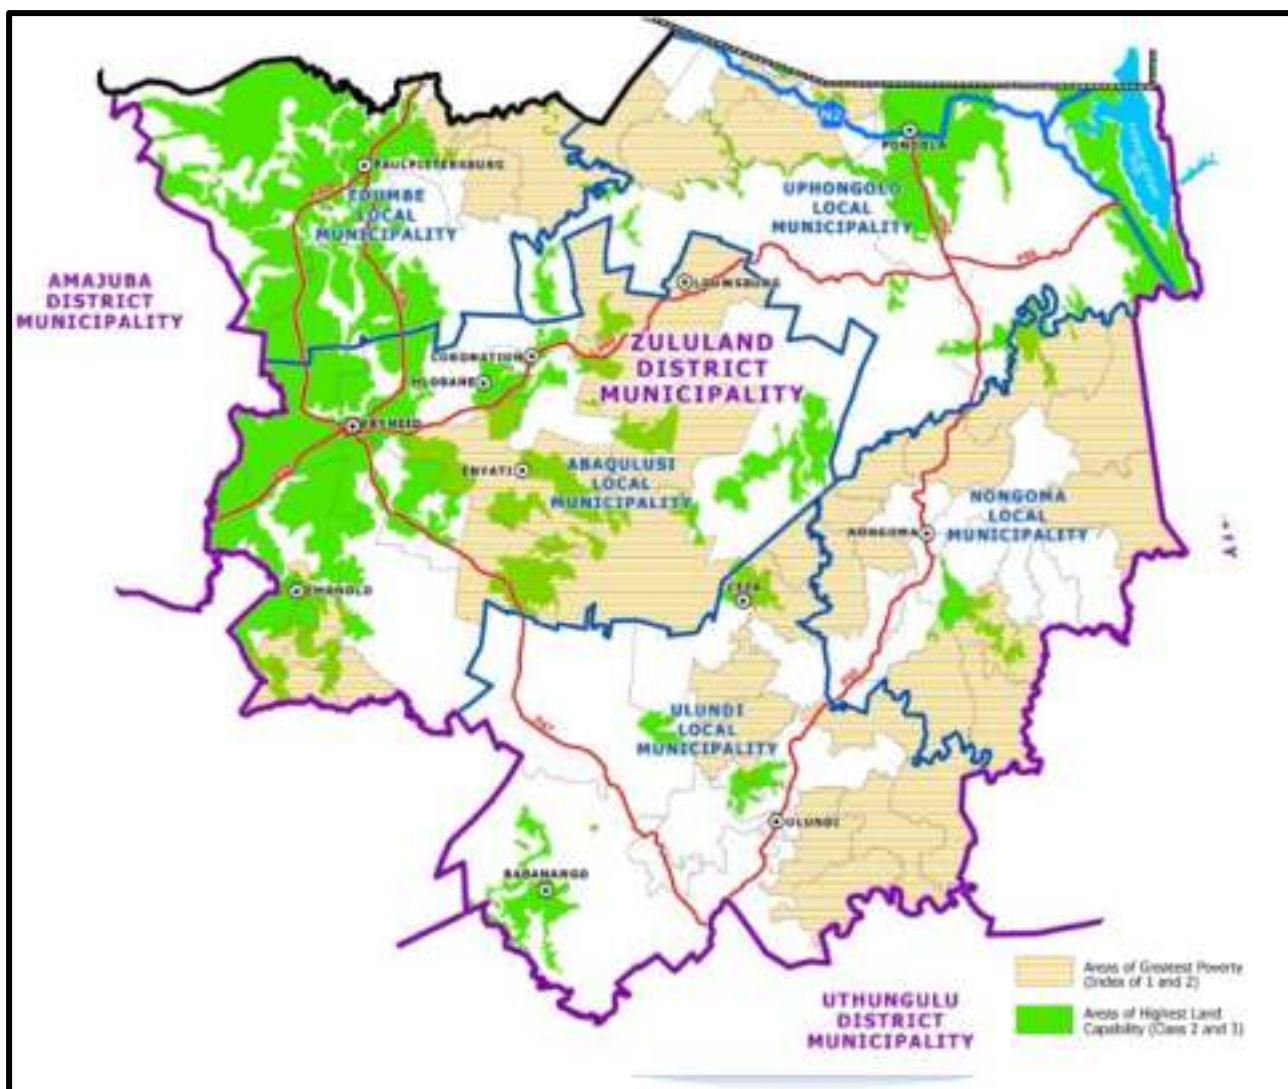 N2
PONGOLA
PAULPIETERSBURG
EDUMBE
LOCAL
MUNICIPALITY
UPHONGOLO
LOCAL
MUNICIPALITY
AMAJUBA
DISTRICT
MUNICIPALITY
LOUWSBURG
CORONATION
HLOBANE
ZULULAND
DISTRICT
MUNICIPALITY
VRYHEID
ENYATI
ABAQULUSI
LOCAL
MUNICIPALITY
NONGOMA
LOCAL
MUNICIPALITY
NONGOMA
EMONDLO
CEZA
ULUNDI
LOCAL
MUNICIPALITY
ULUNDI
BABANANGO
Areas of Greatest Poverty
(Index of 1 and 2)
Areas of Highest Land
Capability (Class 2 and 3)
UTHUNGULU
DISTRICT
MUNICIPALITY